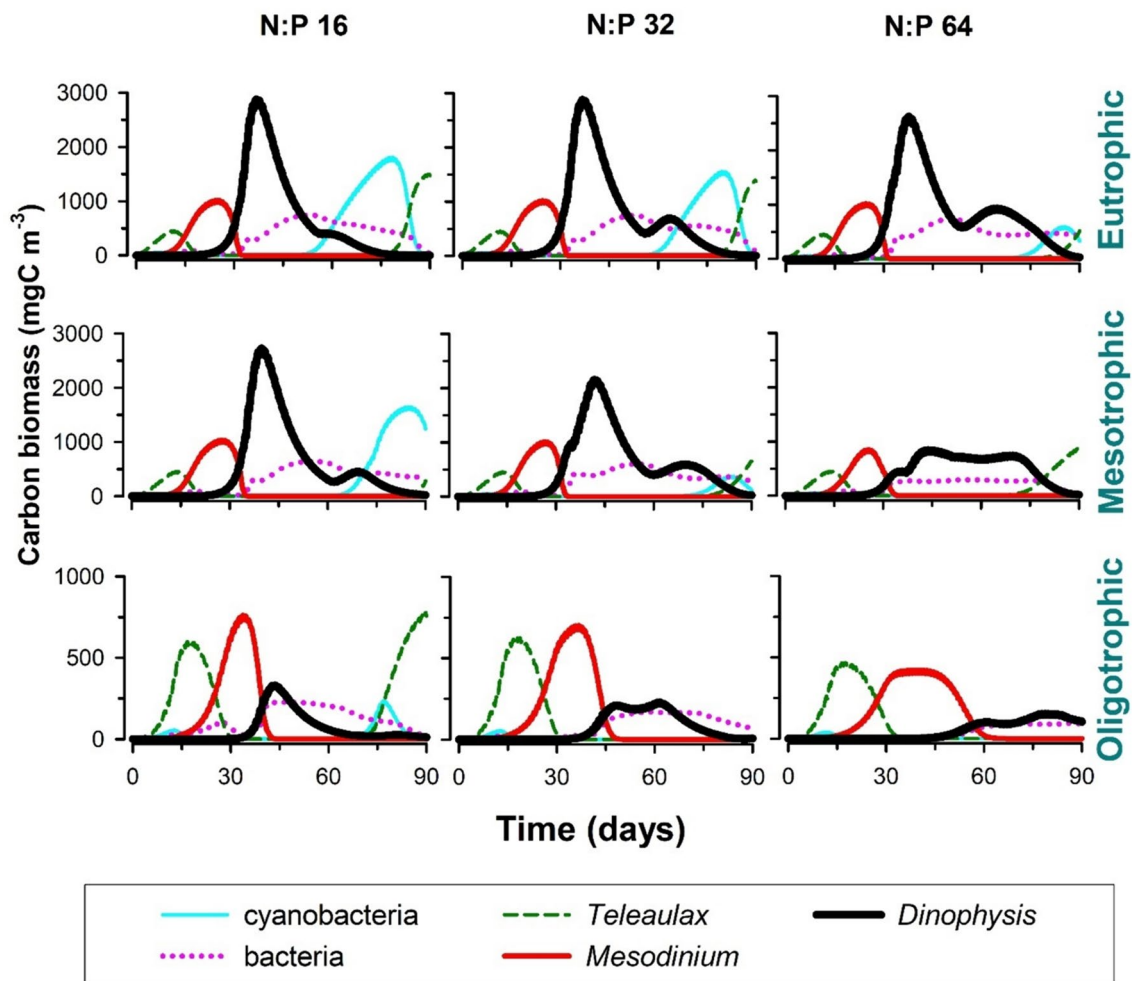 N:P 16 N:P 32 N:P 64
3000
2000
1000
0
Eutrophic
3000
2000
1000
0
Mesotrophic
1000
500
0
Oligotrophic
Carbon biomass (mgC m-3)
0 30 60 90 0 30 60 90 0 30 60 90
Time (days)
cyanobacteria Teleaulax Dinophysis
bacteria Mesodinium